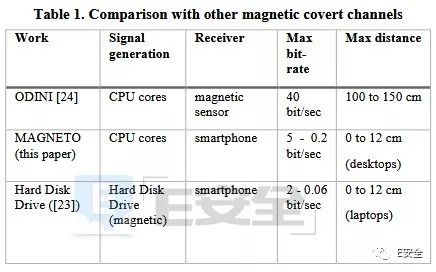 Table 1. Comparison with other magnetic covert channels
Work Signal generation Receiver Max bit-rate Max distance
ODINI [24] CPU cores magnetic sensor 40 bit/sec 100 to 150 cm
MAGNETO (this paper) CPU cores smartphone 5 - 0.2 bit/sec 0 to 12 cm (desktops)
Hard Disk Drive ([23]) Hard Disk Drive (magnetic) smartphone 2 - 0.06 bit/sec 0 to 12 cm (laptops)
E安全
E安全